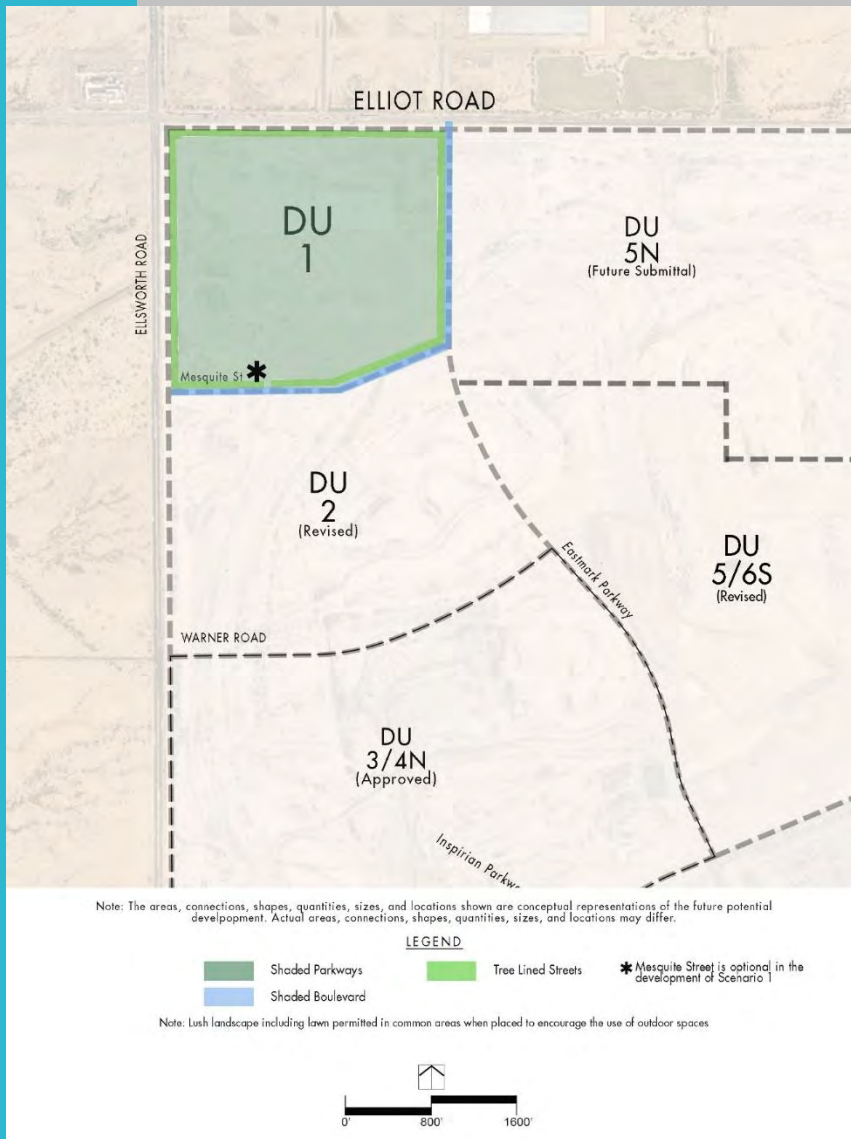 ELLIOT ROAD
ELLSWORTH ROAD
DU
1
DU
5N
(Future Submittal)
Mesquite St *
DU
2
(Revised)
Eastmark Parkway
DU
5/6S
(Revised)
WARNER ROAD
DU
3/4N
(Approved)
Inspirian
Note: The areas, connections, shapes, quantities, sizes, and locations shown are conceptual representations of the future potential
develpopment. Actual areas, connections, shapes, quantities, sizes, and locations may differ.
LEGEND
Shaded Parkways
Tree Lined Streets
* Mesquite Street is optional in the
development of Scenario 1
Shaded Boulevard
Note: Lush landscape including lawn permitted in common areas when placed to encourage the use of outdoor spaces
0' 800' 1600'